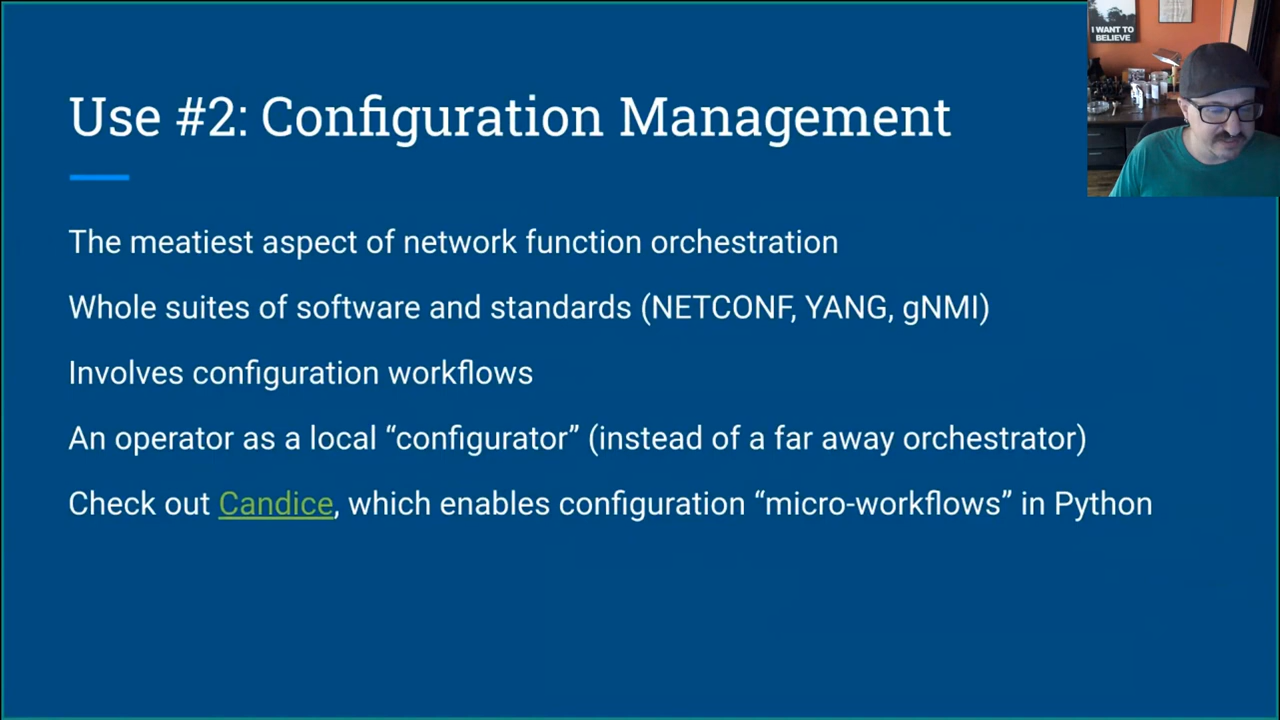 I WANT TO
BELIEVE
Use #2: Configuration Management
The meatiest aspect of network function orchestration
Whole suites of software and standards (NETCONF, YANG, gNMI)
Involves configuration workflows
An operator as a local “configurator” (instead of a far away orchestrator)
Check out Candice, which enables configuration “micro-workflows” in Python